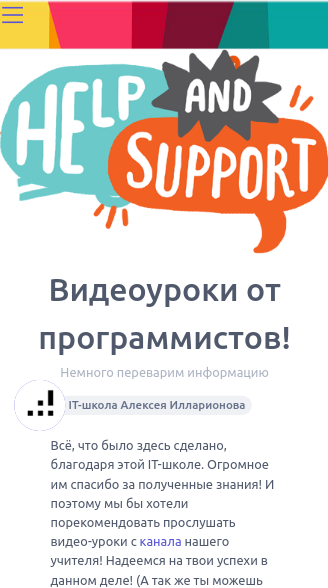 HELP
AND
SUPPORT
Видеоуроки от
программистов!
Немного переварим информацию
IT-школа Алексея Илларионова
Всё, что было здесь сделано,
благодаря этой IT-школе. Огромное
им спасибо за полученные знания! И
поэтому мы бы хотели
порекомендовать прослушать
видео-уроки с канала нашего
учителя! Надеемся на твои успехи в
данном деле! (А так же ты можешь